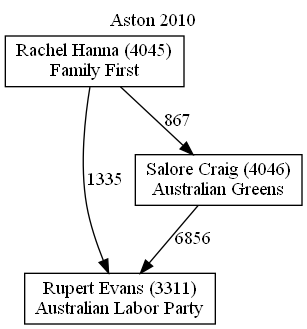 Aston 2010
Rachel Hanna (4045)
Family First
867
Salore Craig (4046)
Australian Greens
1335
6856
Rupert Evans (3311)
Australian Labor Party